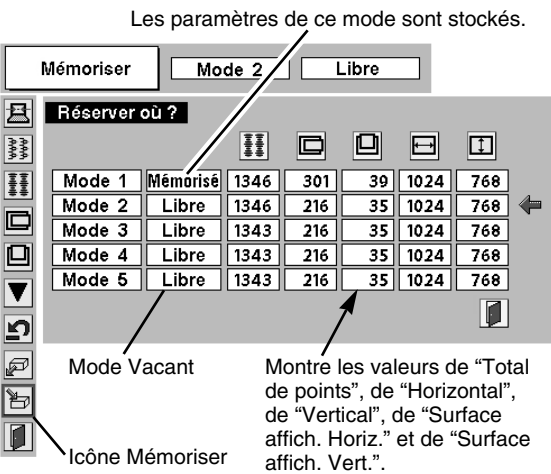 Les paramètres de ce mode sont stockés.
Mémoriser Mode 2 Libre
Réserver où ?
Mode 1 Mémorisé 1346 301 39 1024 768
Mode 2 Libre 1346 216 35 1024 768
Mode 3 Libre 1343 216 35 1024 768
Mode 4 Libre 1343 216 35 1024 768
Mode 5 Libre 1343 216 35 1024 768
Mode Vacant
Montre les valeurs de “Total
de points”, de “Horizontal”,
de “Vertical”, de “Surface
affich. Horiz.” et de “Surface
affich. Vert.”.
Icône Mémoriser